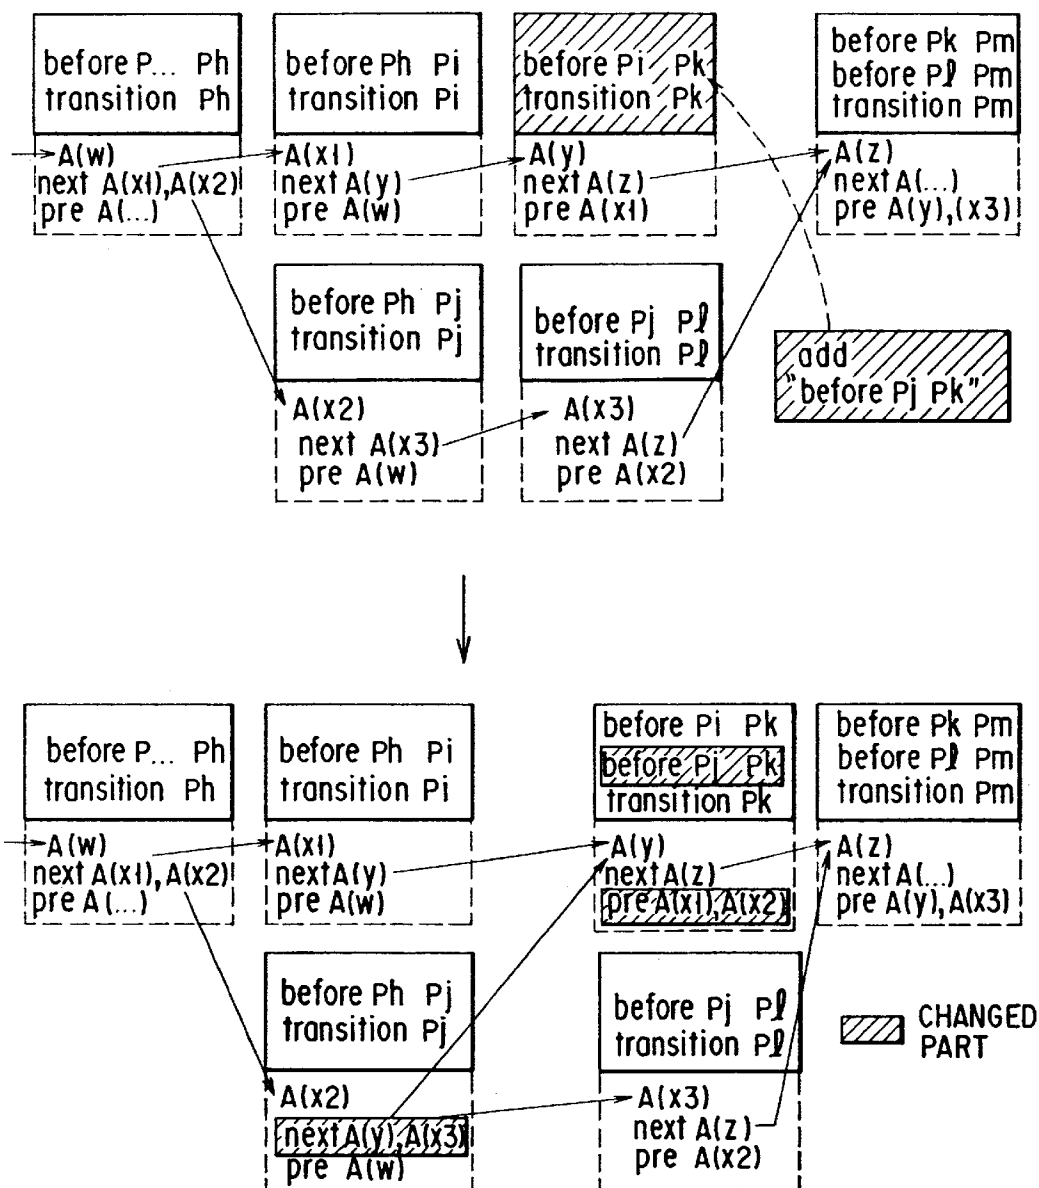 before P... Ph
transition Ph
A(w)
next A(x1),A(x2)
pre A(...)
before Ph Pi
transition Pi
A(x1)
next A(y)
pre A(w)
before Pi Pk
transition Pk
A(y)
next A(z)
pre A(x1)
before Pk Pm
before Pl Pm
transition Pm
A(z)
next A(...)
pre A(y),(x3)
before Ph Pj
transition Pj
A(x2)
next A(x3)
pre A(w)
before Pj Pl
transition Pl
A(x3)
next A(z)
pre A(x2)
add
"before Pj Pk"
before P... Ph
transition Ph
A(w)
next A(x1), A(x2)
pre A(...)
before Ph Pi
transition Pi
A(x1)
next A(y)
pre A(w)
before Pi Pk
before Pj Pk
transition Pk
A(y)
next A(z)
pre A(x1), A(x2)
before Pk Pm
before Pl Pm
transition Pm
A(z)
next A(...)
pre A(y), A(x3)
before Ph Pj
transition Pj
A(x2)
next A(y), A(x3)
pre A(w)
before Pj Pl
transition Pl
A(x3)
next A(z)
pre A(x2)
CHANGED
PART